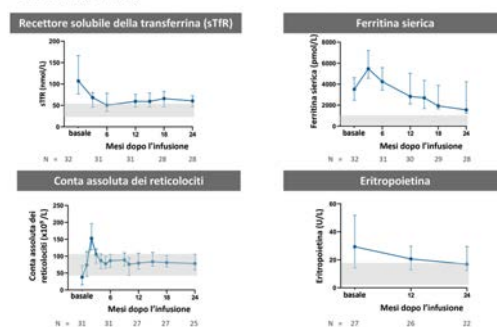 Recettore solubile della transferrina (sTfR)
sTfR (nmol/L)
200
150
100
50
0
basale 6 12 18 24
Mesi dopo l'infusione
N = 32 31 31 28 28
Ferritina sierica
Ferritina sierica (pmol/L)
8000
6000
4000
2000
0
basale 6 12 18 24
Mesi dopo l'infusione
N = 32 31 30 29 28
Conta assoluta dei reticolociti
Conta assoluta dei
reticolociti (x10⁹/L)
250
200
150
100
50
0
basale 6 12 18 24
Mesi dopo l'infusione
N = 31 31 27 27 25
Eritropoietina
Eritropoietina (U/L)
60
40
20
0
basale 12 24
Mesi dopo l'infusione
N = 27 26 22